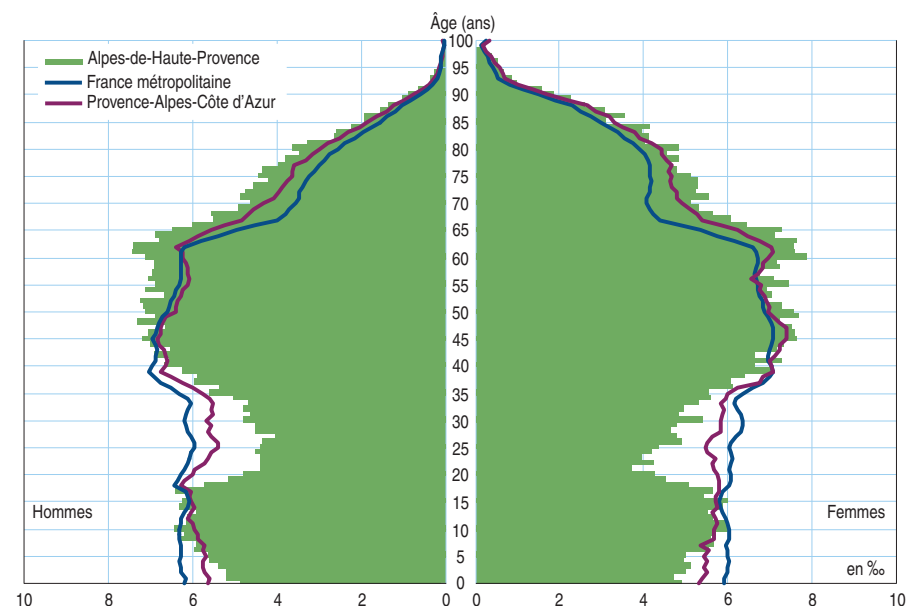 Âge (ans)
Alpes-de-Haute-Provence
France métropolitaine
Provence-Alpes-Côte d'Azur
100
95
90
85
80
75
70
65
60
55
50
45
40
35
30
25
20
15
10
5
0
Hommes
Femmes
en ‰
10 8 6 4 2 0 0 2 4 6 8 10